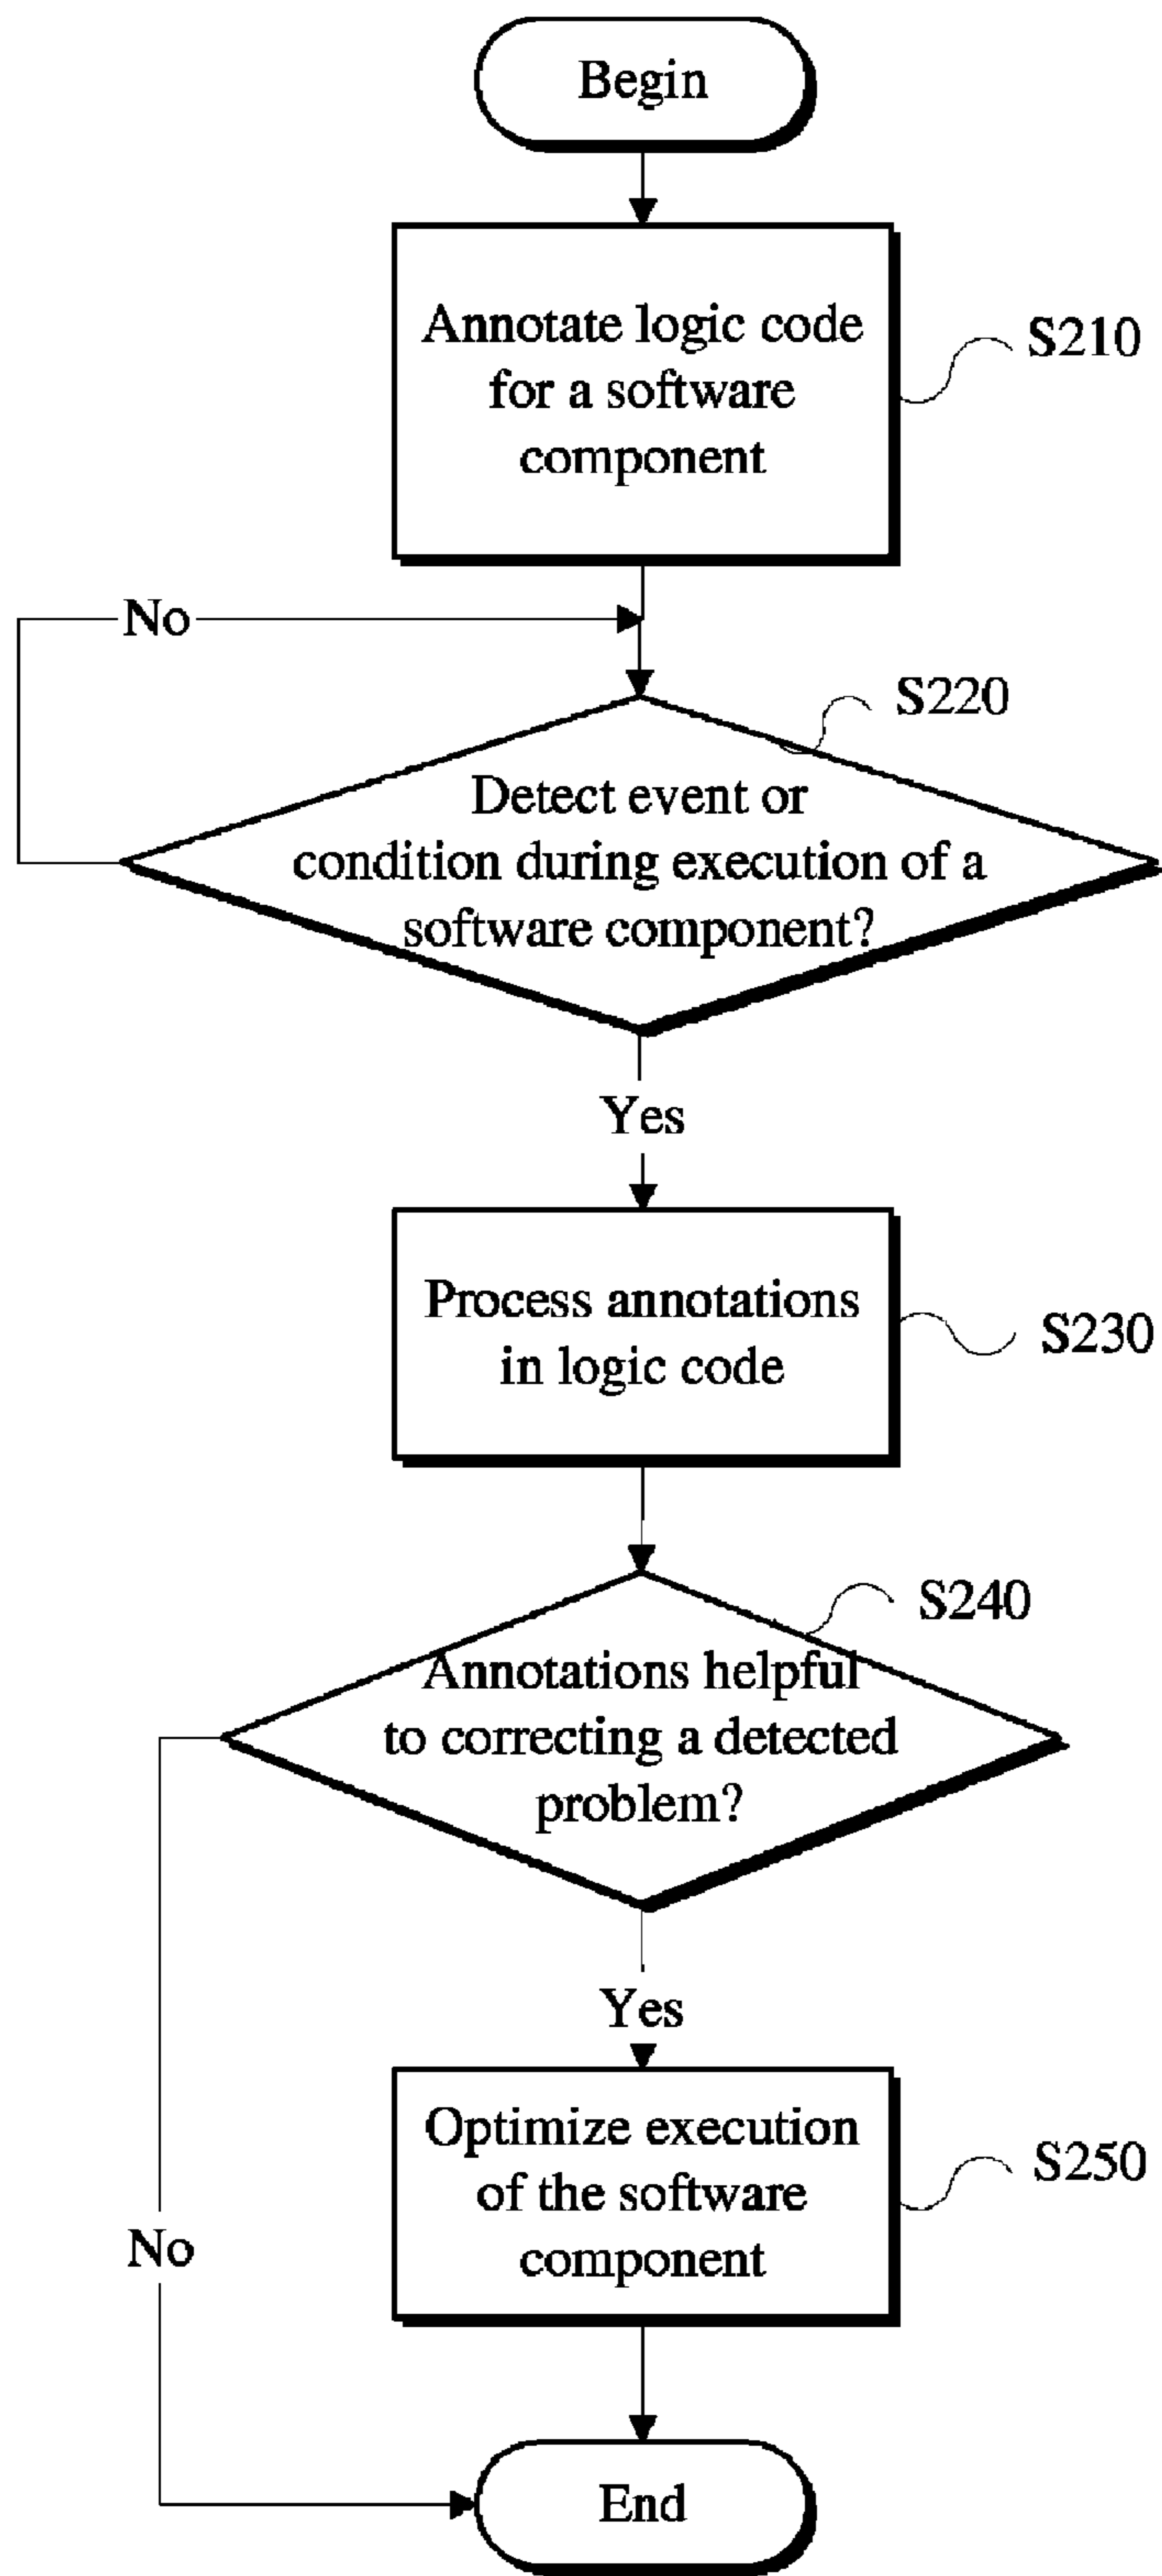 Begin
Annotate logic code
for a software
component
S210
No
S220
Detect event or
condition during execution of a
software component?
Yes
Process annotations
in logic code
S230
S240
Annotations helpful
to correcting a detected
problem?
Yes
Optimize execution
of the software
component
S250
No
End